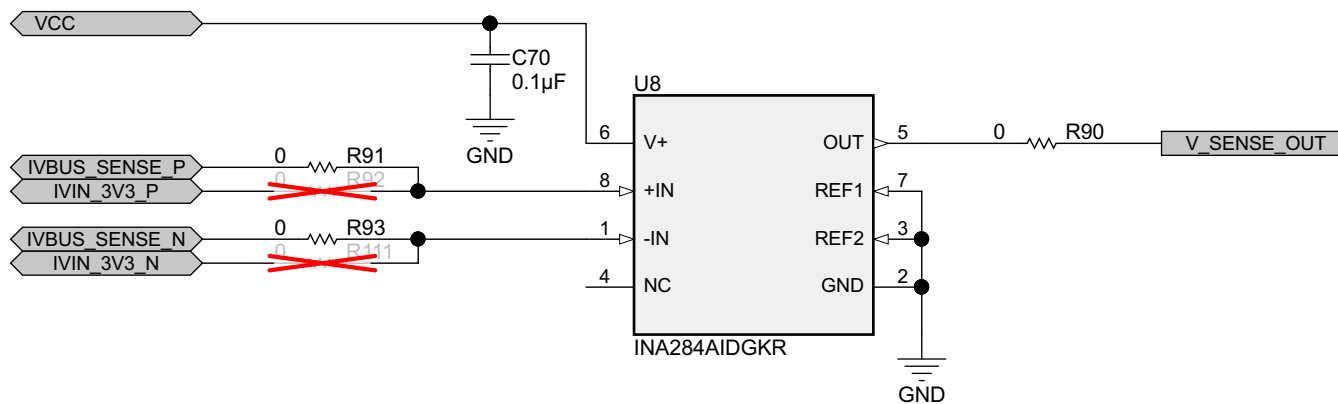 VCC
C70
0.1µF
GND
U8
6 V+ OUT 5
0 R90 V_SENSE_OUT
IVBUS_SENSE_P 0 R91
IVIN_3V3_P 0 R92
8 +IN REF1 7
IVBUS_SENSE_N 0 R93
1 -IN REF2 3
IVIN_3V3_N 0 R111
4 NC GND 2
INA284AIDGKR
GND